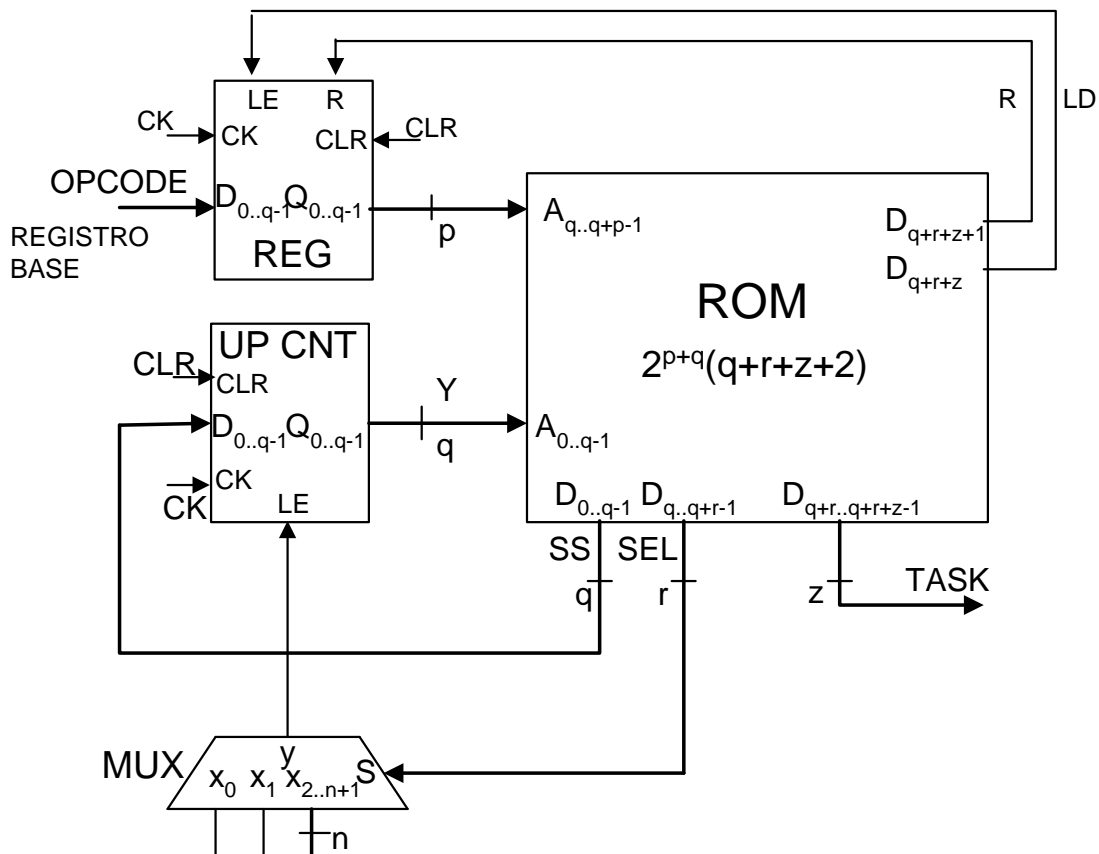 LE R
R LD
CK CK CLR CLR
OPCODE
D0..q-1 Q0..q-1
REGISTRO
BASE
REG
p
Aq..q+p-1
Dq+r+z+1
Dq+r+z
ROM
2^p+q(q+r+z+2)
UP CNT
CLR
CLR
D0..q-1 Q0..q-1
Y
q
A0..q-1
CK
CK
LE
D0..q-1 Dq..q+r-1 Dq+r..q+r+z-1
SS SEL
q r z
TASK
MUX
y
x0 x1 x2..n+1 S
n